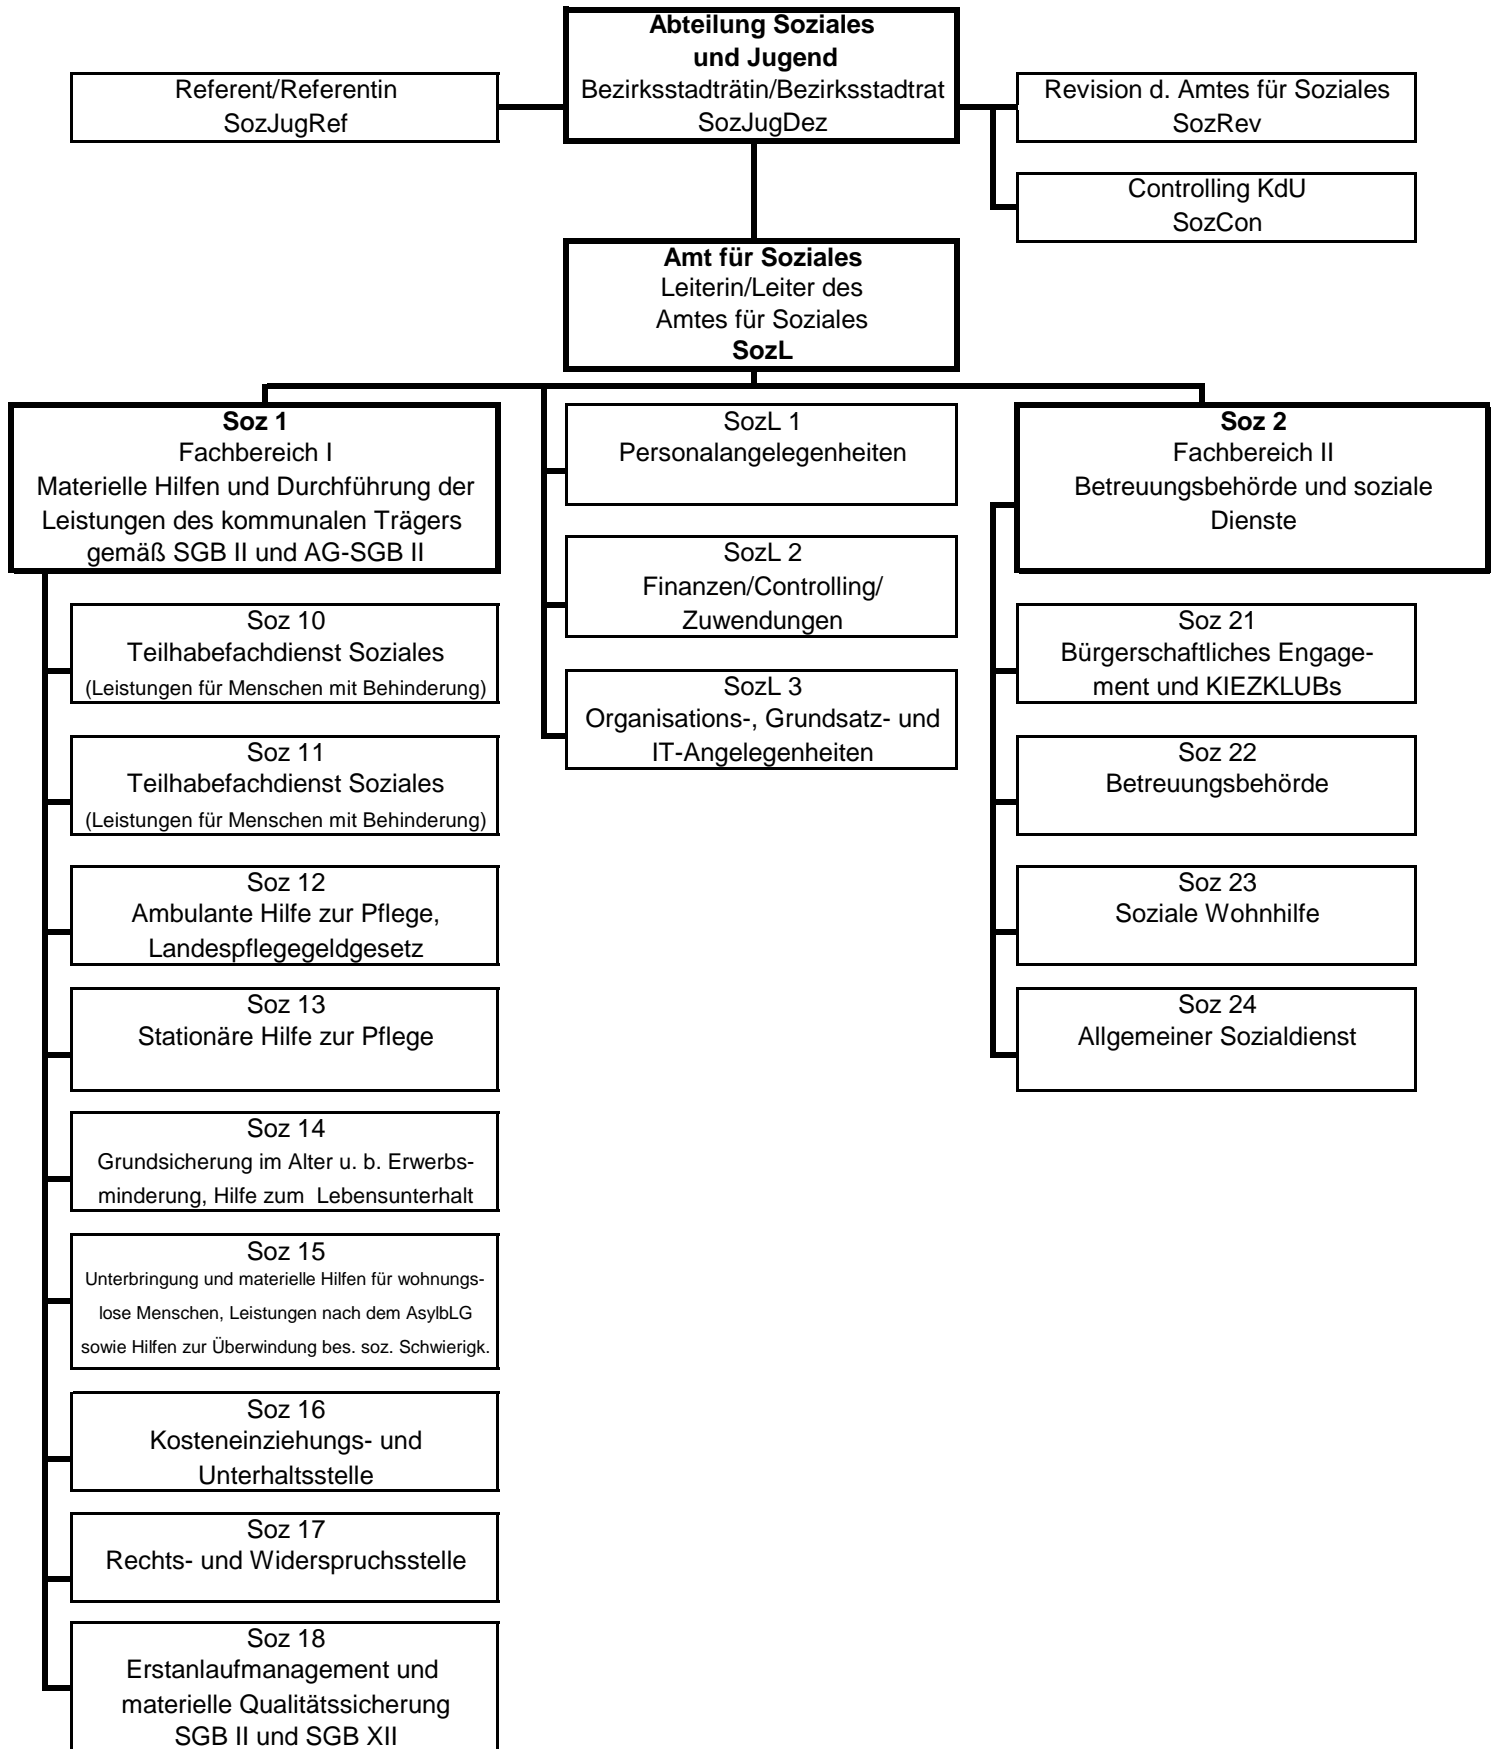 Abteilung Soziales
und Jugend
Bezirksstadträtin/Bezirksstadtrat
SozJugDez
Referent/Referentin
SozJugRef
Revision d. Amtes für Soziales
SozRev
Controlling KdU
SozCon
Amt für Soziales
Leiterin/Leiter des
Amtes für Soziales
SozL
Soz 1
Fachbereich I
Materielle Hilfen und Durchführung der
Leistungen des kommunalen Trägers
gemäß SGB II und AG-SGB II
Soz 10
Teilhabefachdienst Soziales
(Leistungen für Menschen mit Behinderung)
Soz 11
Teilhabefachdienst Soziales
(Leistungen für Menschen mit Behinderung)
Soz 12
Ambulante Hilfe zur Pflege,
Landespflegegeldgesetz
Soz 13
Stationäre Hilfe zur Pflege
Soz 14
Grundsicherung im Alter u. b. Erwerbs-
minderung, Hilfe zum Lebensunterhalt
Soz 15
Unterbringung und materielle Hilfen für wohnungs-
lose Menschen, Leistungen nach dem AsylbLG
sowie Hilfen zur Überwindung bes. soz. Schwierigk.
Soz 16
Kosteneinziehungs- und
Unterhaltsstelle
Soz 17
Rechts- und Widerspruchsstelle
Soz 18
Erstanlaufmanagement und
materielle Qualitätssicherung
SGB II und SGB XII
SozL 1
Personalangelegenheiten
SozL 2
Finanzen/Controlling/
Zuwendungen
SozL 3
Organisations-, Grundsatz- und
IT-Angelegenheiten
Soz 2
Fachbereich II
Betreuungsbehörde und soziale
Dienste
Soz 21
Bürgerschaftliches Engage-
ment und KIEZKLUBs
Soz 22
Betreuungsbehörde
Soz 23
Soziale Wohnhilfe
Soz 24
Allgemeiner Sozialdienst